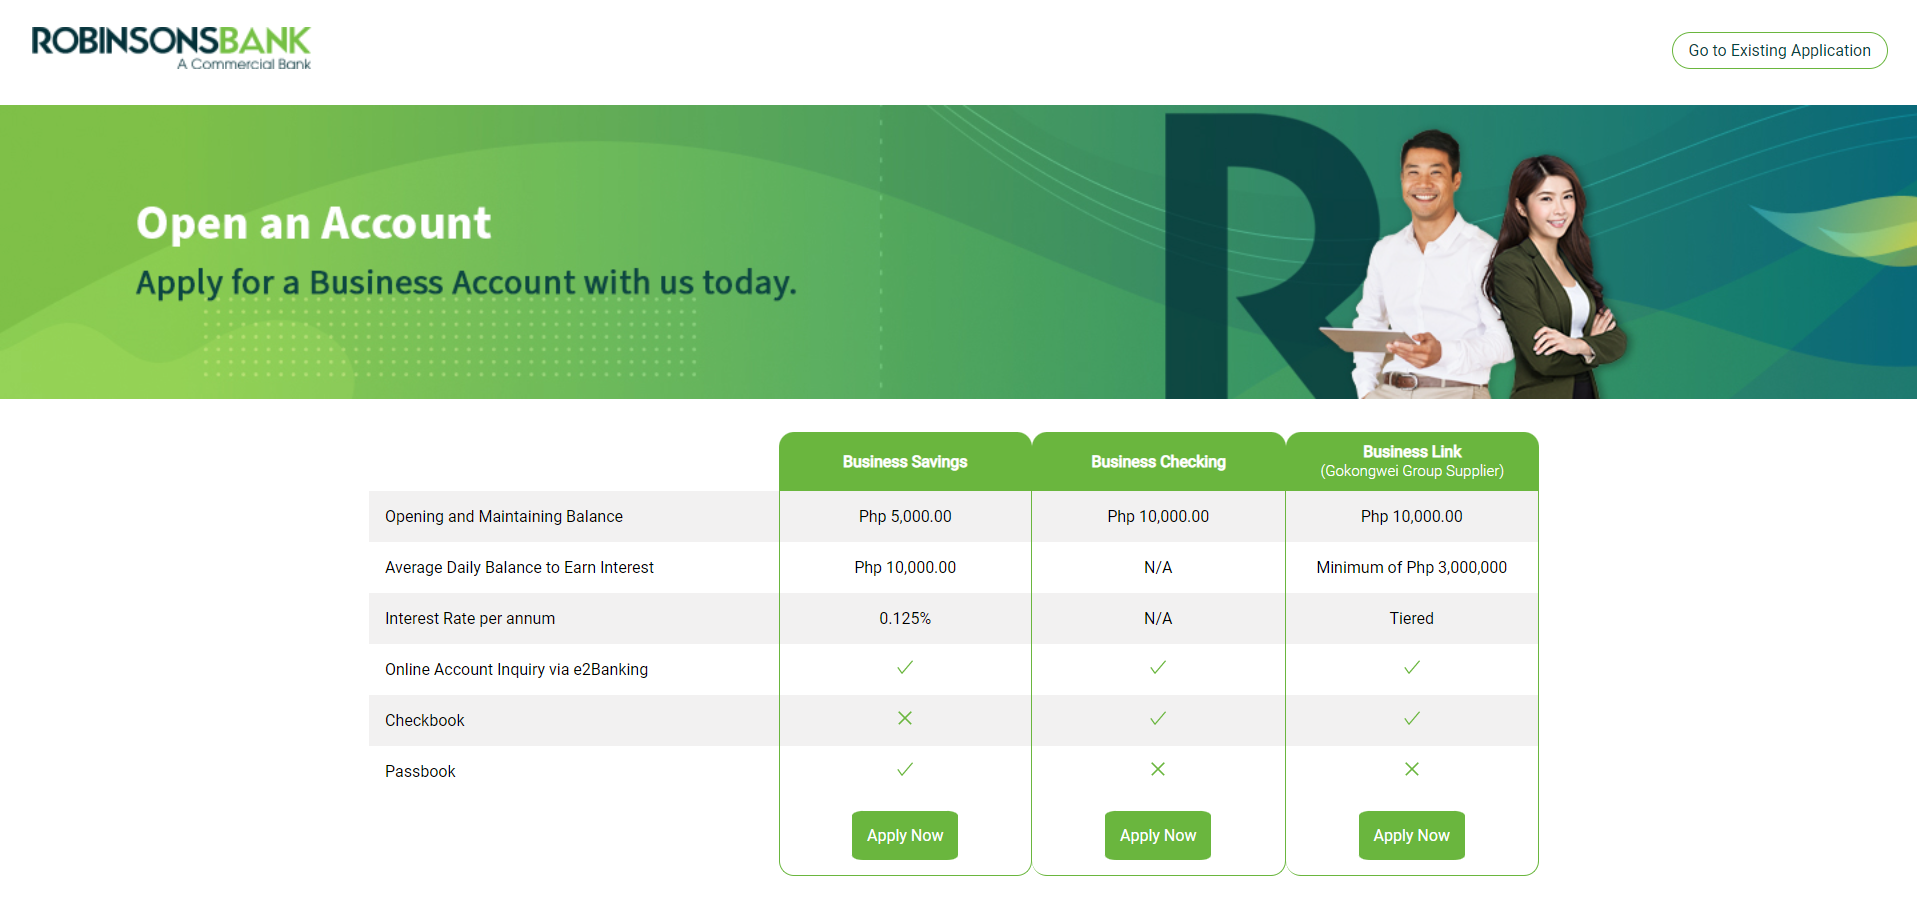 ROBINSONSBANK
A Commercial Bank
Go to Existing Application
Open an Account
Apply for a Business Account with us today.
Business Savings
Business Checking
Business Link
(Gokongwei Group Supplier)
Opening and Maintaining Balance Php 5,000.00 Php 10,000.00 Php 10,000.00
Average Daily Balance to Earn Interest Php 10,000.00 N/A Minimum of Php 3,000,000
Interest Rate per annum 0.125% N/A Tiered
Online Account Inquiry via e2Banking
Checkbook
Passbook
Apply Now Apply Now Apply Now